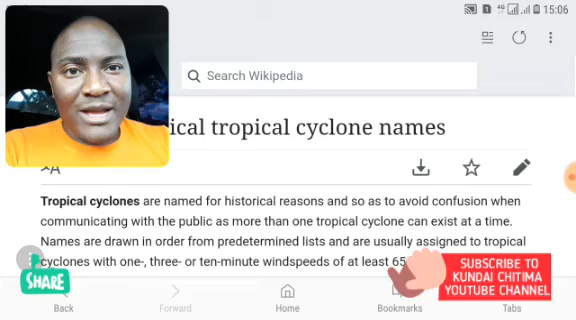 4G 15:06
Search Wikipedia
ical tropical cyclone names
Tropical cyclones are named for historical reasons and so as to avoid confusion when
communicating with the public as more than one tropical cyclone can exist at a time.
Names are drawn in order from predetermined lists and are usually assigned to tropical
cyclones with one-, three- or ten-minute windspeeds of at least 65
SHARE
SUBSCRIBE TO
KUNDAI CHITIMA
YOUTUBE CHANNEL
Back Forward Home Bookmarks Tabs